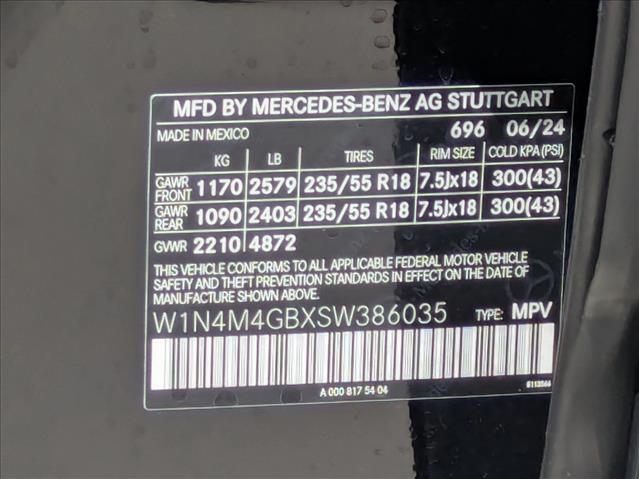 MFD BY MERCEDES-BENZ AG STUTTGART
MADE IN MEXICO 696 06/24
KG LB TIRES RIM SIZE COLD KPA(PSI)
GAWR FRONT 1170 2579 235/55 R18 7.5Jx18 300(43)
GAWR REAR 1090 2403 235/55 R18 7.5Jx18 300(43)
GVWR 2210 4872
THIS VEHICLE CONFORMS TO ALL APPLICABLE FEDERAL MOTOR VEHICLE
SAFETY AND THEFT PREVENTION STANDARDS IN EFFECT ON THE DATE
OF MANUFACTURE SHOWN ABOVE.
W1N4M4GBXSW386035 TYPE: MPV
A 000 817 54 04